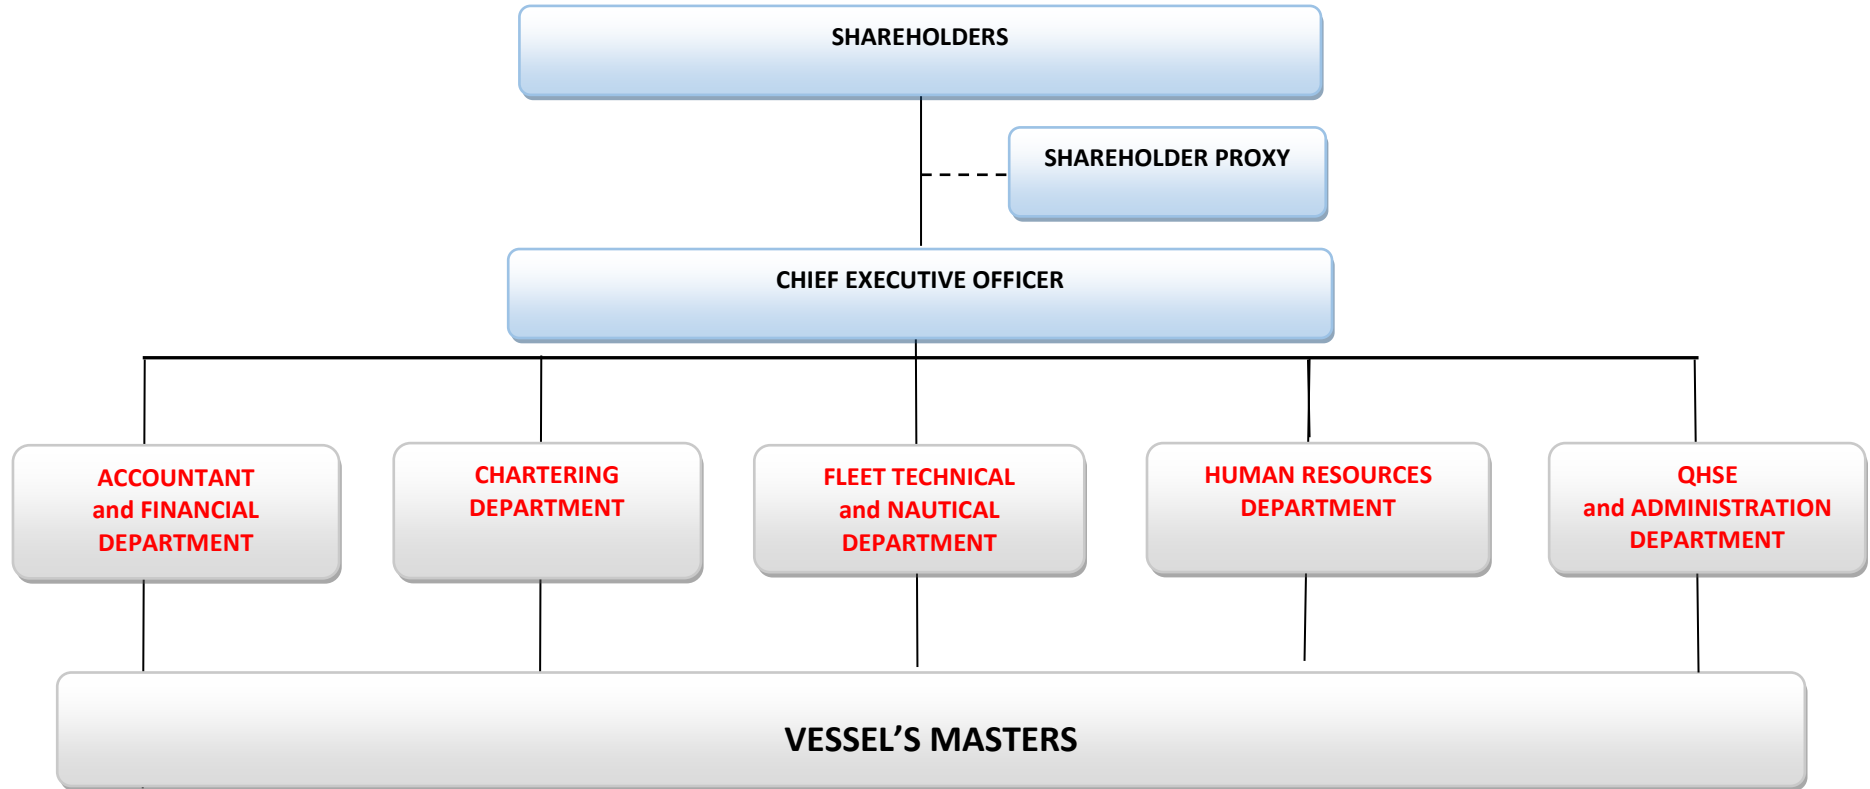 SHAREHOLDERS
SHAREHOLDER PROXY
CHIEF EXECUTIVE OFFICER
ACCOUNTANT
and FINANCIAL
DEPARTMENT
CHARTERING
DEPARTMENT
FLEET TECHNICAL
and NAUTICAL
DEPARTMENT
HUMAN RESOURCES
DEPARTMENT
QHSE
and ADMINISTRATION
DEPARTMENT
VESSEL’S MASTERS